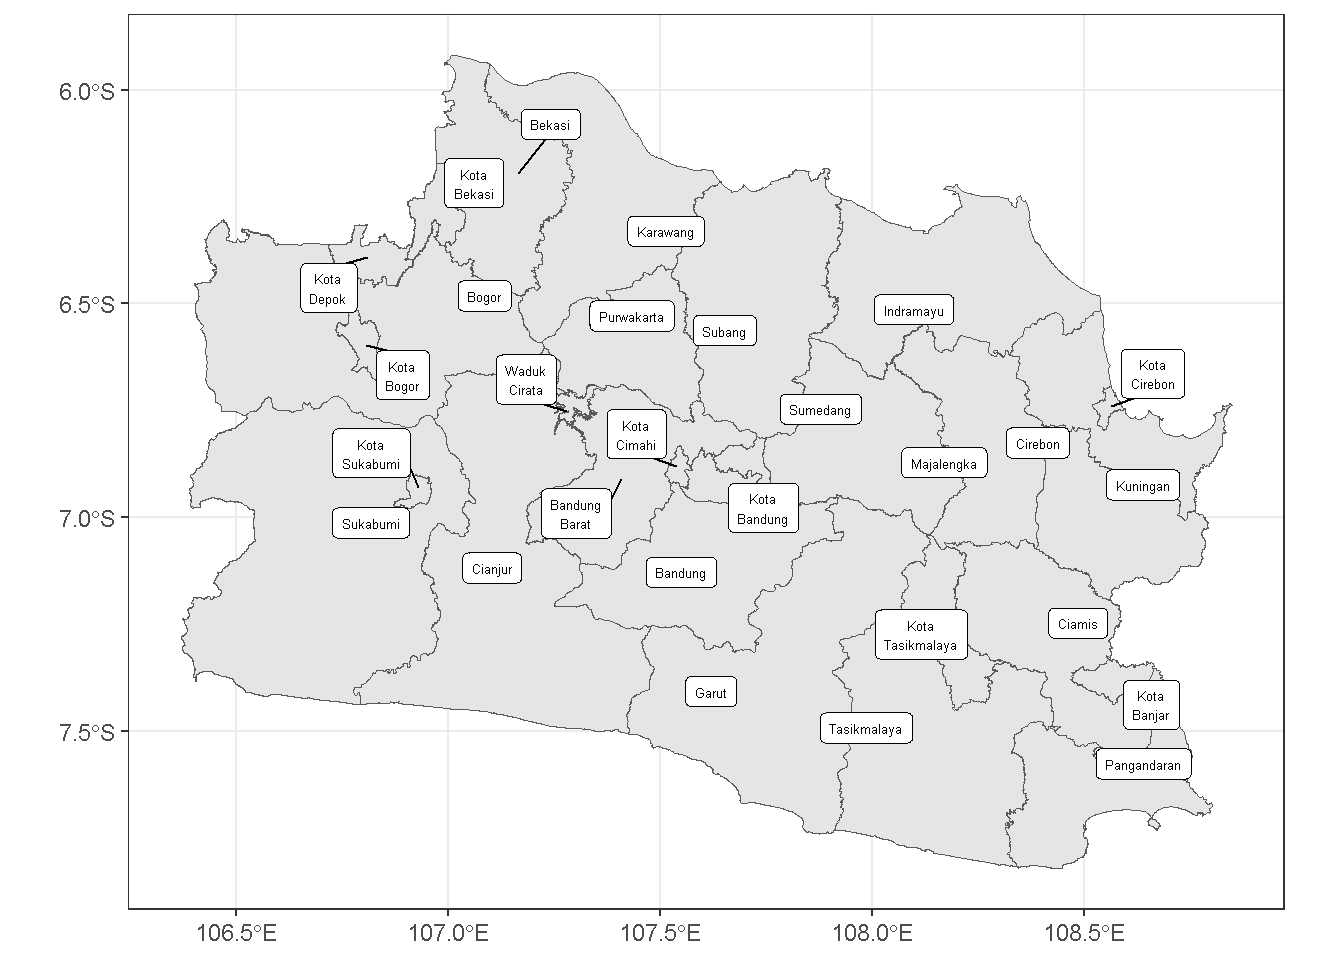 6.0°S
6.5°S
7.0°S
7.5°S
Bekasi
Kota
Bekasi
Karawang
Kota
Depok
Bogor
Purwakarta
Subang
Indramayu
Kota
Bogor
Waduk
Cirata
Kota
Cirebon
Sumedang
Kota
Cimahi
Kota
Sukabumi
Cirebon
Majalengka
Kuningan
Sukabumi
Bandung
Barat
Kota
Bandung
Cianjur
Bandung
Kota
Tasikmalaya
Ciamis
Garut
Kota
Banjar
Tasikmalaya
Pangandaran
106.5°E
107.0°E
107.5°E
108.0°E
108.5°E